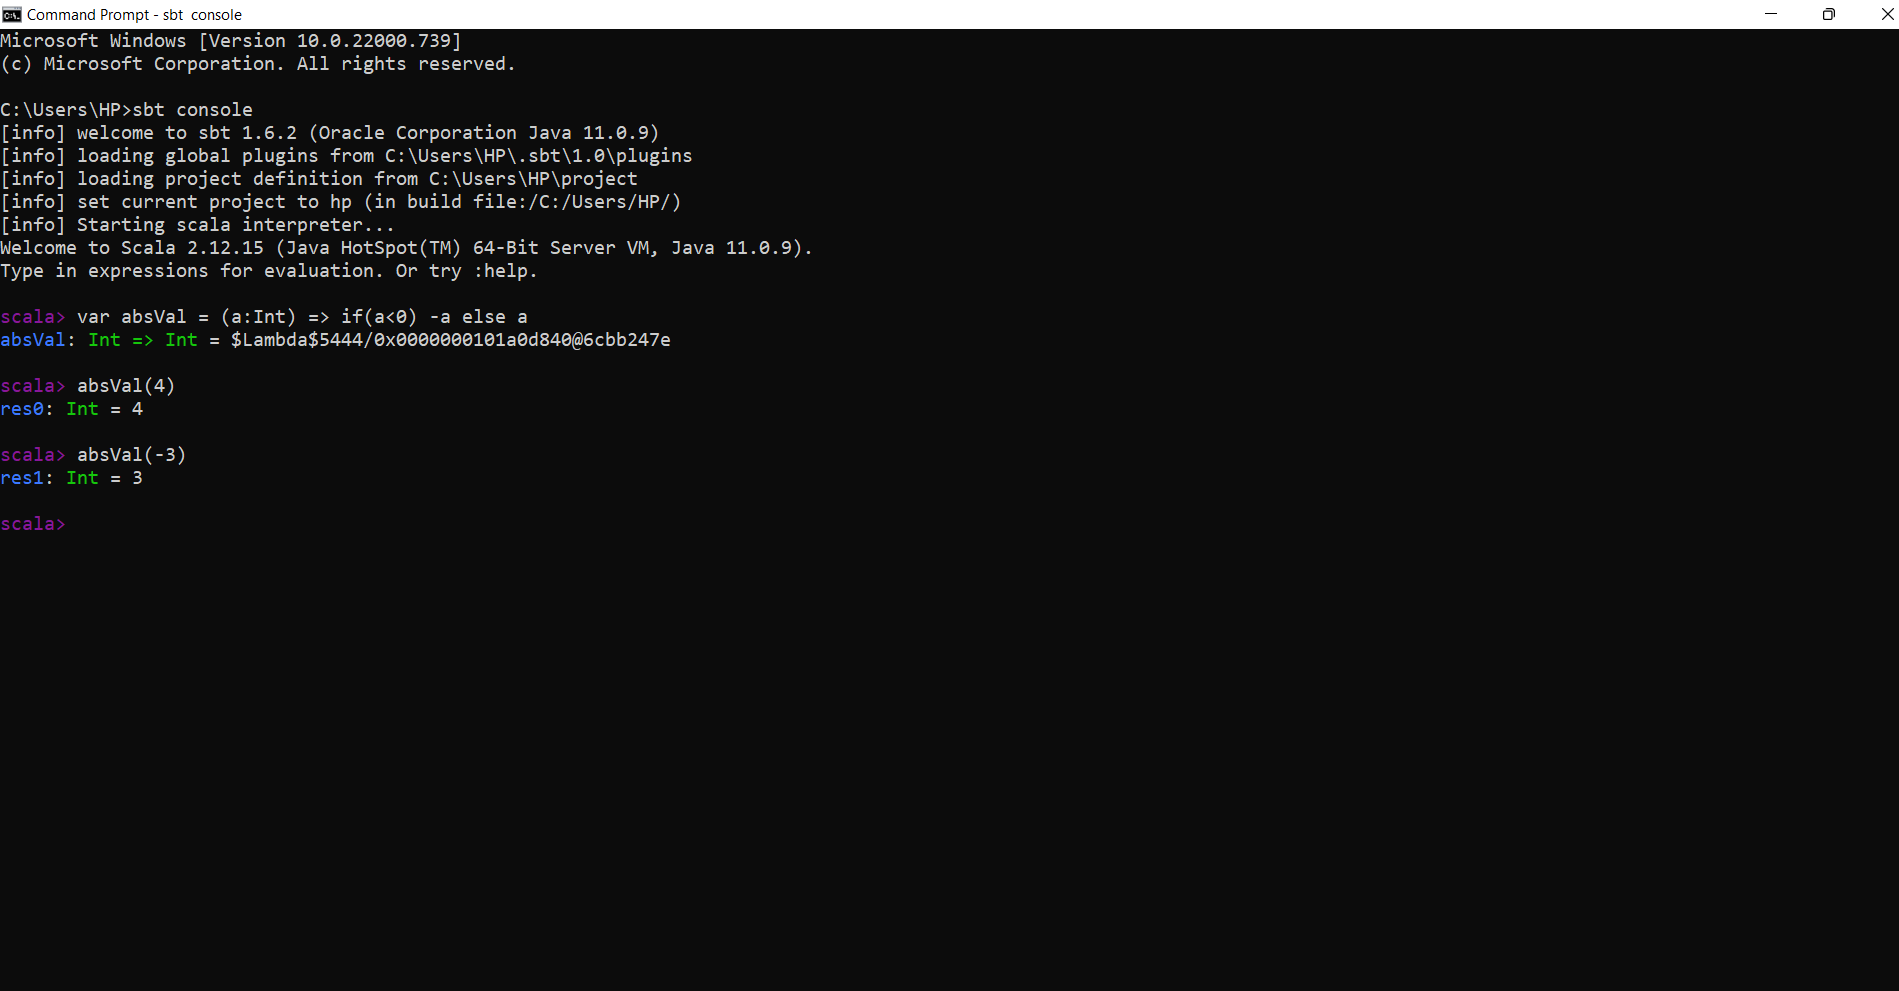 Command Prompt - sbt  console
Microsoft Windows [Version 10.0.22000.739]
(c) Microsoft Corporation. All rights reserved.
C:\Users\HP>sbt console
[info] welcome to sbt 1.6.2 (Oracle Corporation Java 11.0.9)
[info] loading global plugins from C:\Users\HP\.sbt\1.0\plugins
[info] loading project definition from C:\Users\HP\project
[info] set current project to hp (in build file:/C:/Users/HP/)
[info] Starting scala interpreter...
Welcome to Scala 2.12.15 (Java HotSpot(TM) 64-Bit Server VM, Java 11.0.9).
Type in expressions for evaluation. Or try :help.
scala> var absVal = (a:Int) => if(a<0) -a else a
absVal: Int => Int = $Lambda$5444/0x0000000101a0d840@6cbb247e
scala> absVal(4)
res0: Int = 4
scala> absVal(-3)
res1: Int = 3
scala>